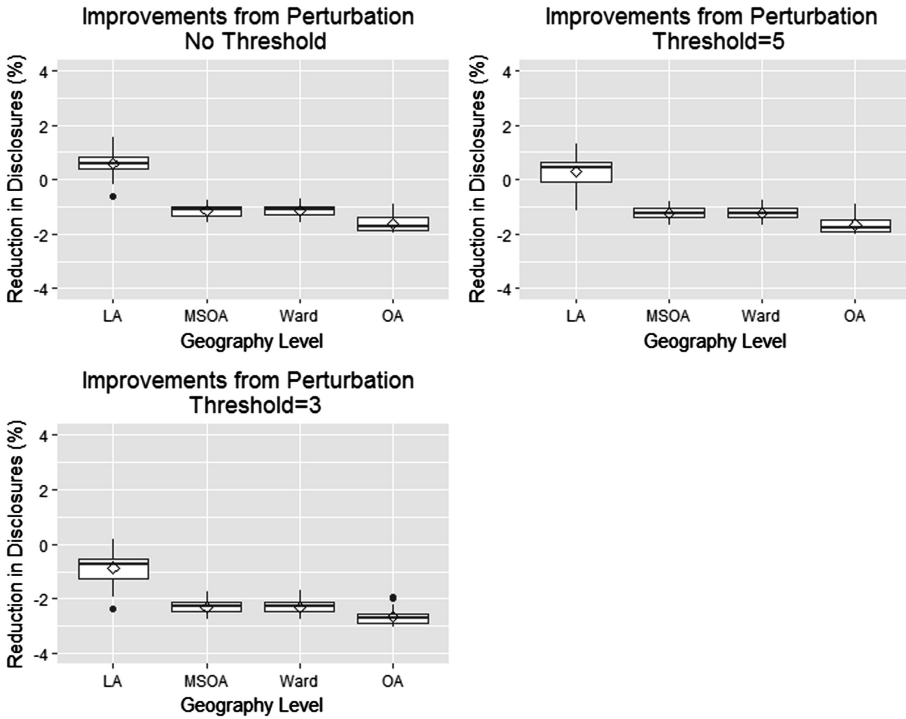 Improvements from Perturbation
No Threshold
Reduction in Disclosures (%)
4
2
0
-2
-4
LA MSOA Ward OA
Geography Level
Improvements from Perturbation
Threshold=5
Reduction in Disclosures (%)
4
2
0
-2
-4
LA MSOA Ward OA
Geography Level
Improvements from Perturbation
Threshold=3
Reduction in Disclosures (%)
4
2
0
-2
-4
LA MSOA Ward OA
Geography Level